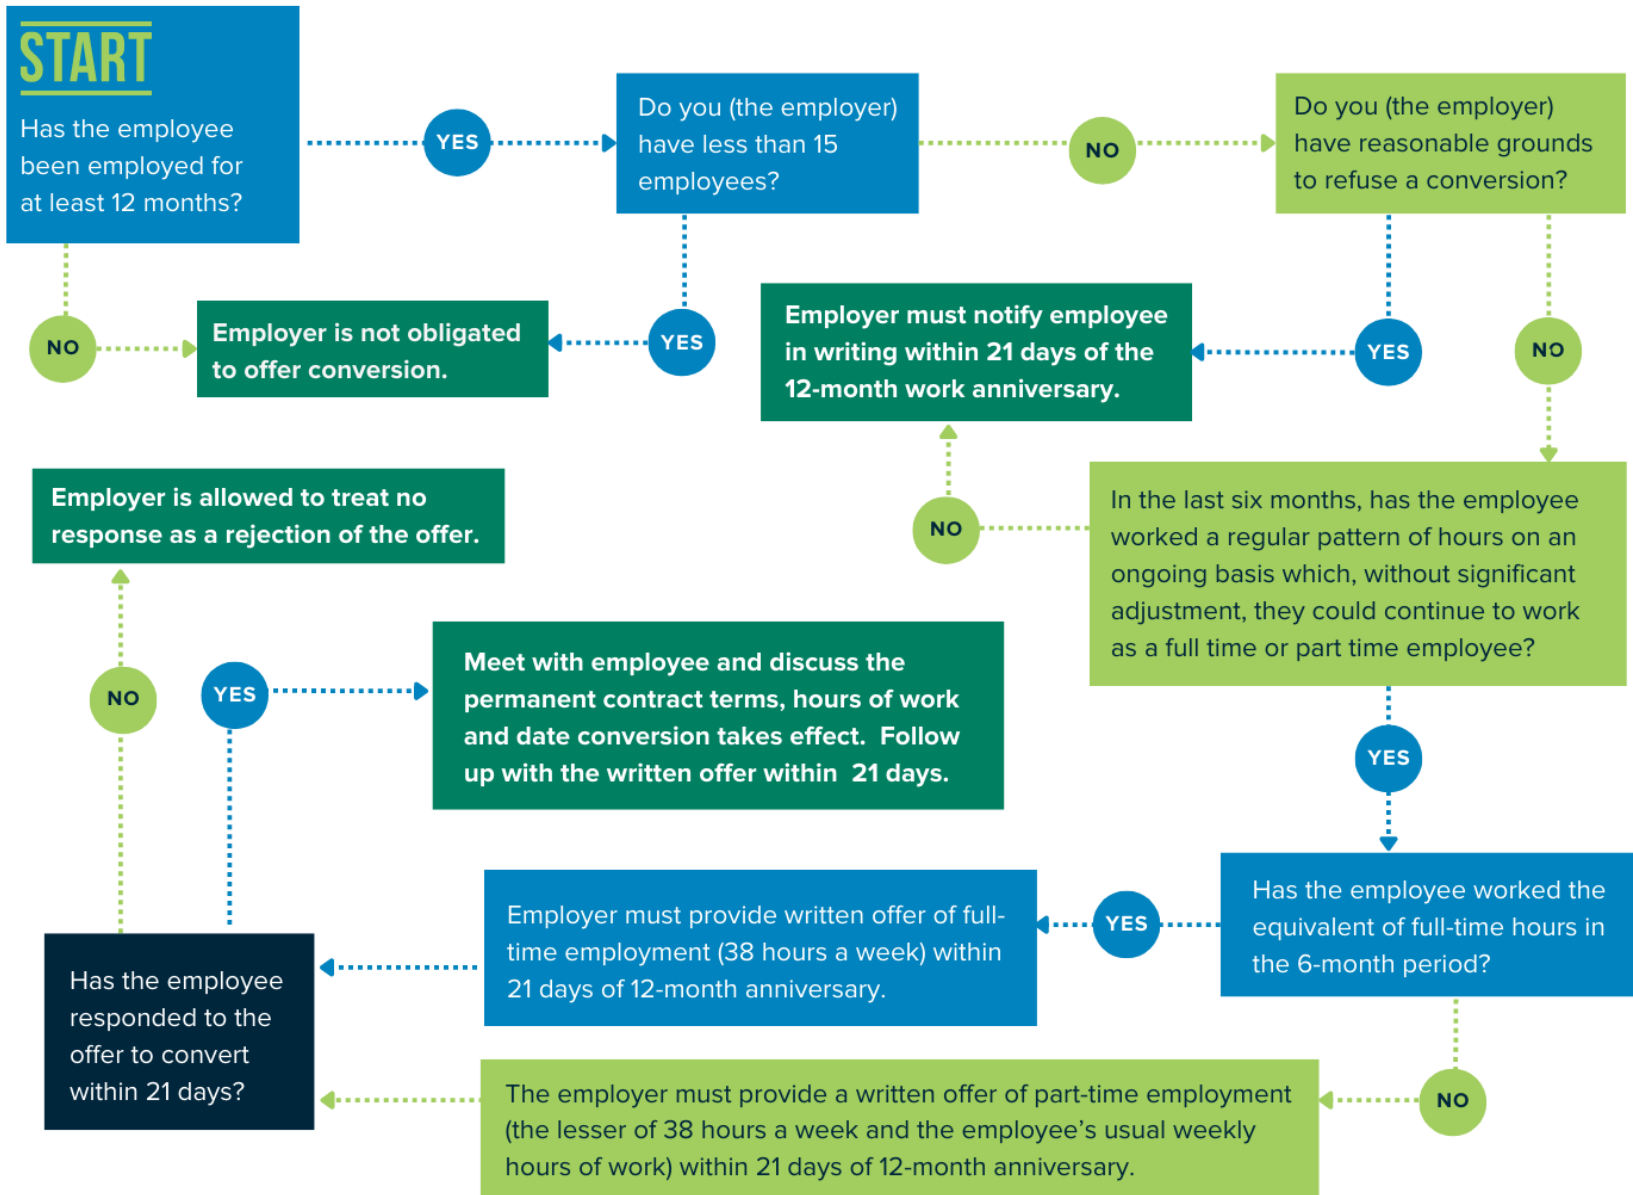 START
Has the employee
been employed for
at least 12 months?
YES
Do you (the employer)
have less than 15
employees?
NO
Do you (the employer)
have reasonable grounds
to refuse a conversion?
NO
Employer is not obligated
to offer conversion.
YES
Employer must notify employee
in writing within 21 days of the
12-month work anniversary.
YES
NO
Employer is allowed to treat no
response as a rejection of the offer.
NO
In the last six months, has the employee
worked a regular pattern of hours on an
ongoing basis which, without significant
adjustment, they could continue to work
as a full time or part time employee?
NO
YES
Meet with employee and discuss the
permanent contract terms, hours of work
and date conversion takes effect. Follow
up with the written offer within 21 days.
YES
Has the employee
responded to the
offer to convert
within 21 days?
Employer must provide written offer of full-
time employment (38 hours a week) within
21 days of 12-month anniversary.
YES
Has the employee worked the
equivalent of full-time hours in
the 6-month period?
The employer must provide a written offer of part-time employment
(the lesser of 38 hours a week and the employee's usual weekly
hours of work) within 21 days of 12-month anniversary.
NO